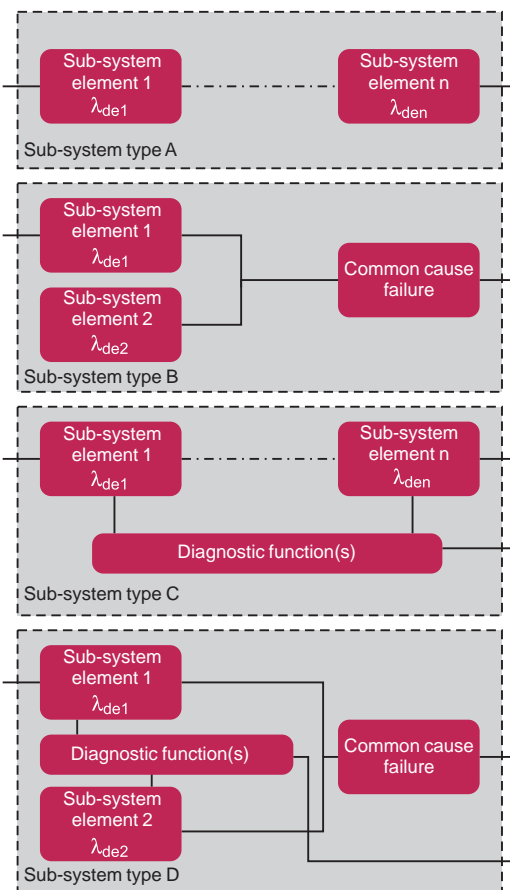 Sub-system
element 1
λde1
Sub-system
element n
λden
Sub-system type A
Sub-system
element 1
λde1
Sub-system
element 2
λde2
Common cause
failure
Sub-system type B
Sub-system
element 1
λde1
Sub-system
element n
λden
Diagnostic function(s)
Sub-system type C
Sub-system
element 1
λde1
Diagnostic function(s)
Sub-system
element 2
λde2
Common cause
failure
Sub-system type D